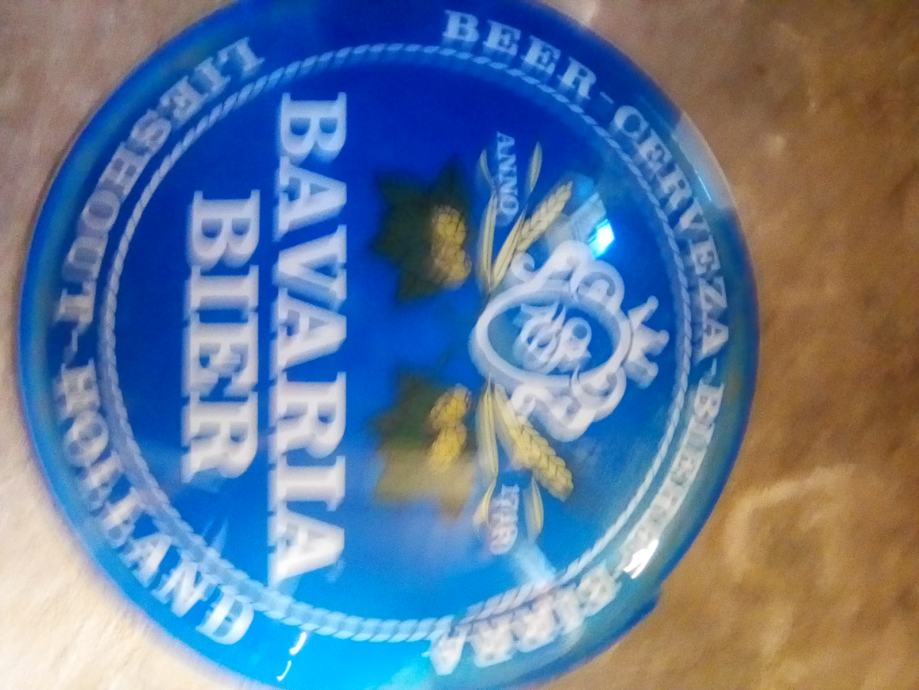 BEER-CERVEZA-BIERE-BIRRA
ANNO 1719
BAVARIA
BIER
LIESHOUT-HOLLAND